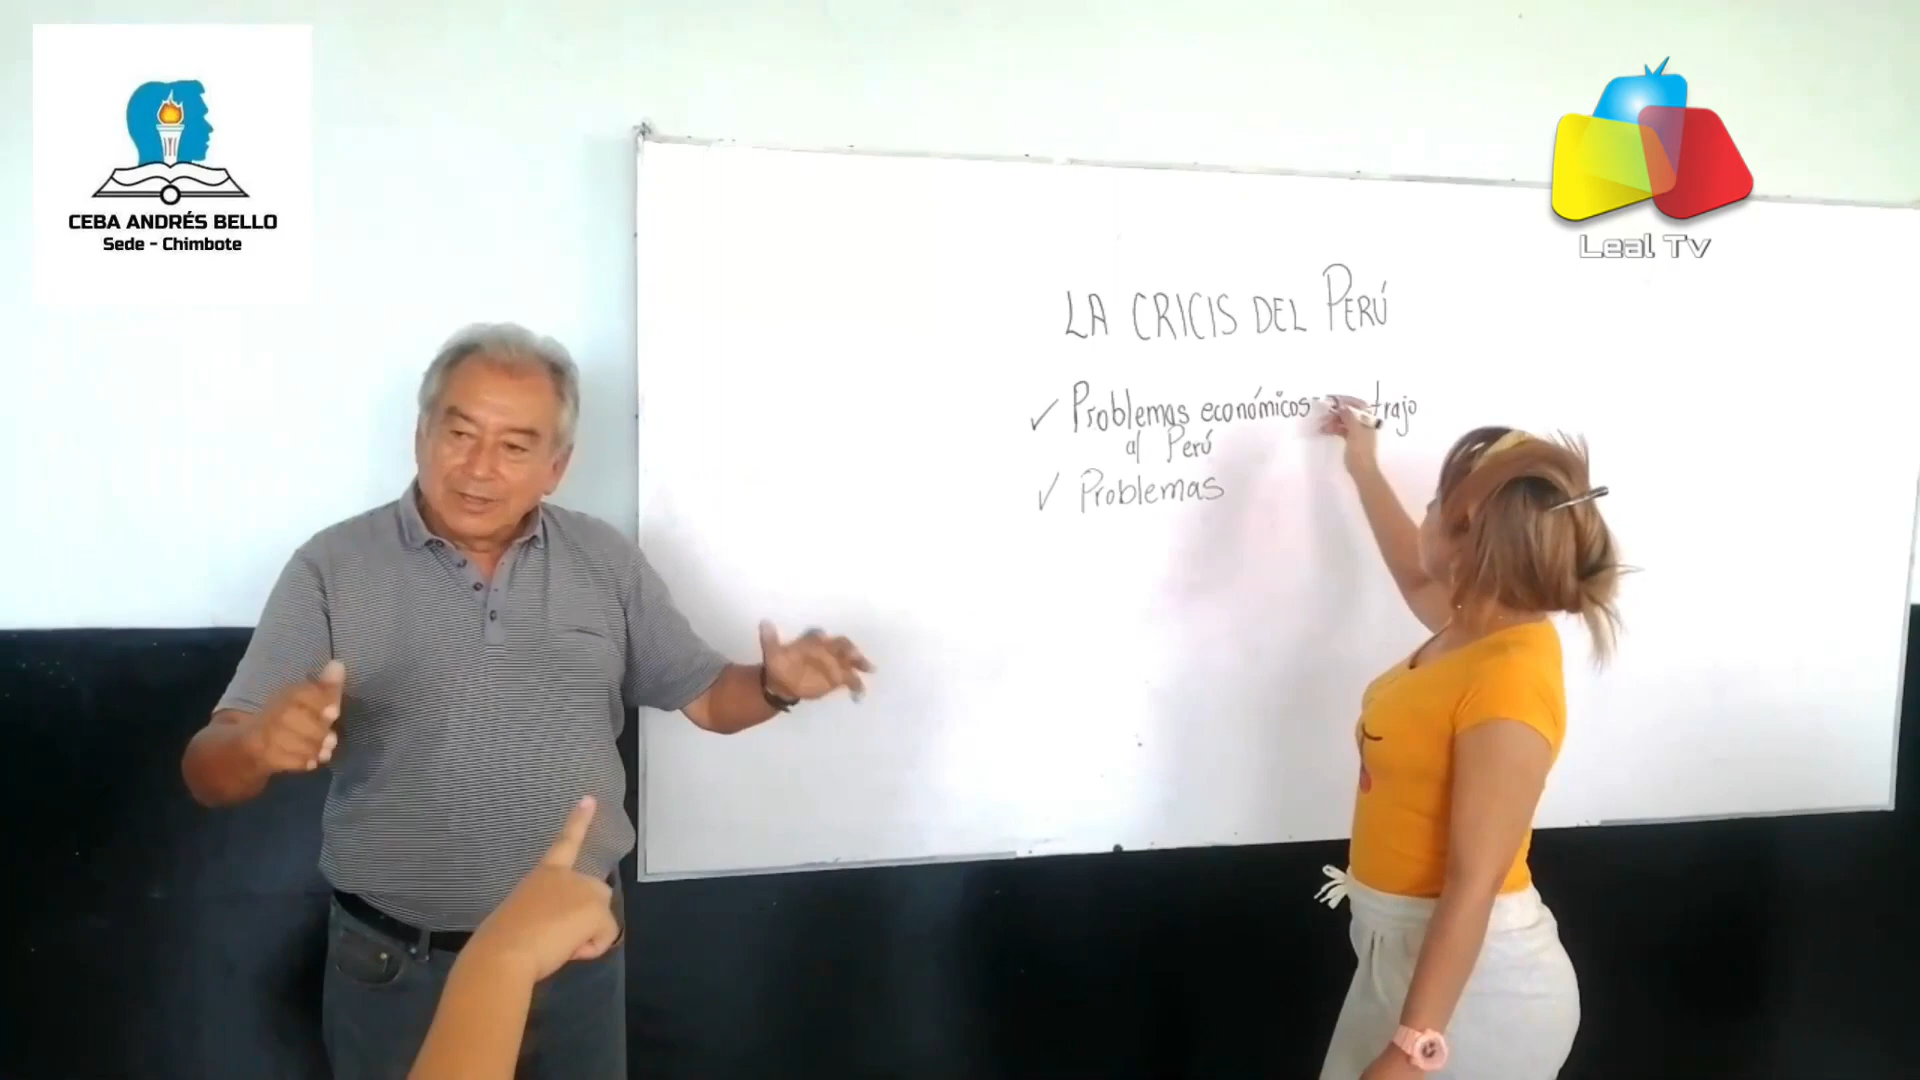 CEBA ANDRÉS BELLO
Sede - Chimbote
Leal Tv
LA CRICIS DEL PERÚ
✓ Problemas económicos trajo
al Perú
✓ Problemas